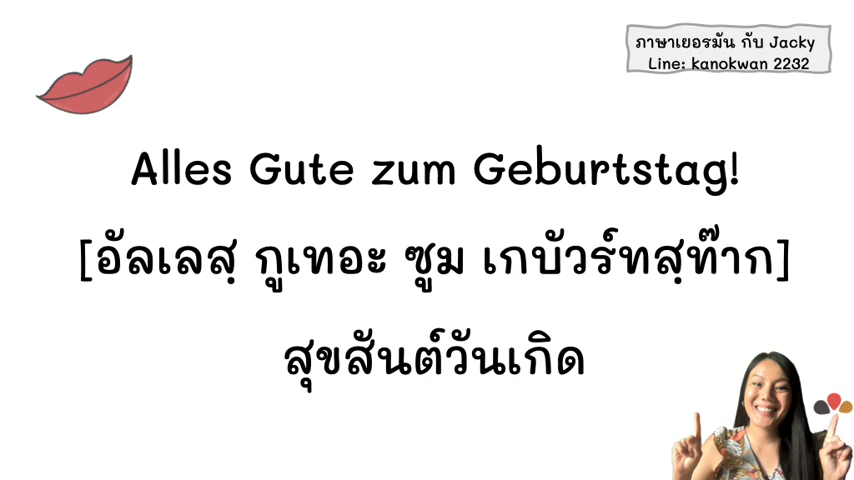 ภาษาเยอรมัน กับ Jacky
Line: kanokwan 2232
Alles Gute zum Geburtstag!
[อัลเลสฺ กูเทอะ ซูม เกบัวร์ทสฺท๊าก]
สุขสันต์วันเกิด